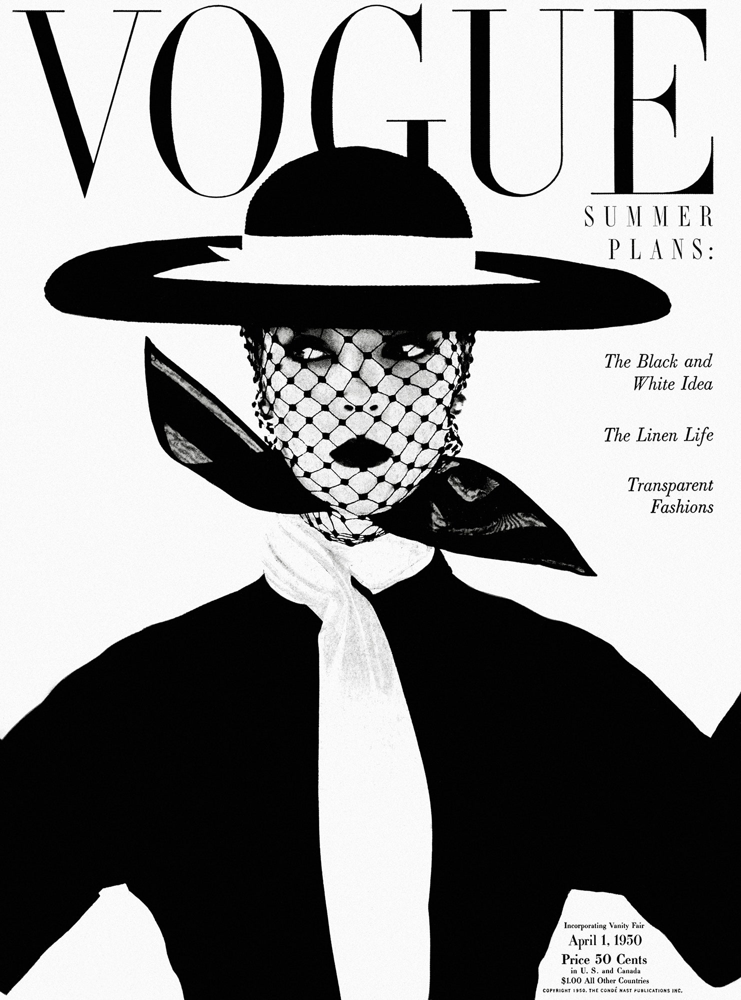 VOGUE
SUMMER
PLANS:
The Black and
White Idea
The Linen Life
Transparent
Fashions
Incorporating Vanity Fair
April 1, 1950
Price 50 Cents
in U. S. and Canada
$1.00 All Other Countries
COPYRIGHT 1950, THE CONDÉ NAST PUBLICATIONS INC.